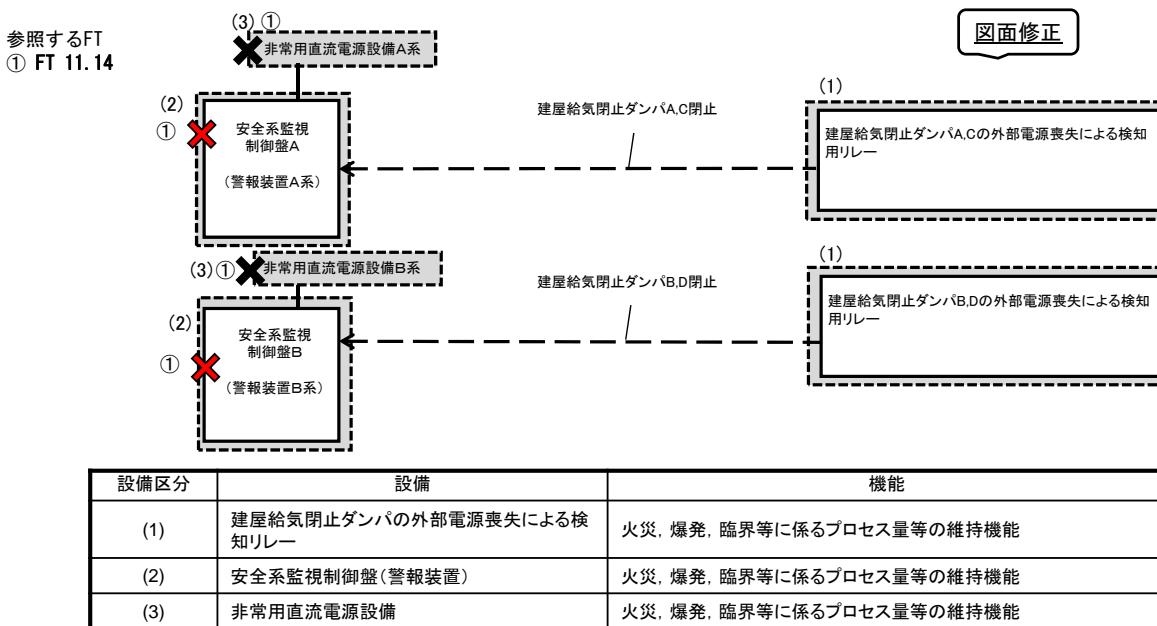 参照するFT
① FT 11.14
図面修正
(3) ①
非常用直流電源設備A系
(2)
①
安全系監視
制御盤A
(警報装置A系)
建屋給気閉止ダンパA,C閉止
(1)
建屋給気閉止ダンパA,Cの外部電源喪失による検知
用リレー
(3) ①
非常用直流電源設備B系
(2)
①
安全系監視
制御盤B
(警報装置B系)
建屋給気閉止ダンパB,D閉止
(1)
建屋給気閉止ダンパB,Dの外部電源喪失による検知
用リレー
設備区分 設備 機能
(1) 建屋給気閉止ダンパの外部電源喪失による検
知リレー 火災, 爆発, 臨界等に係るプロセス量等の維持機能
(2) 安全系監視制御盤(警報装置) 火災, 爆発, 臨界等に係るプロセス量等の維持機能
(3) 非常用直流電源設備 火災, 爆発, 臨界等に係るプロセス量等の維持機能